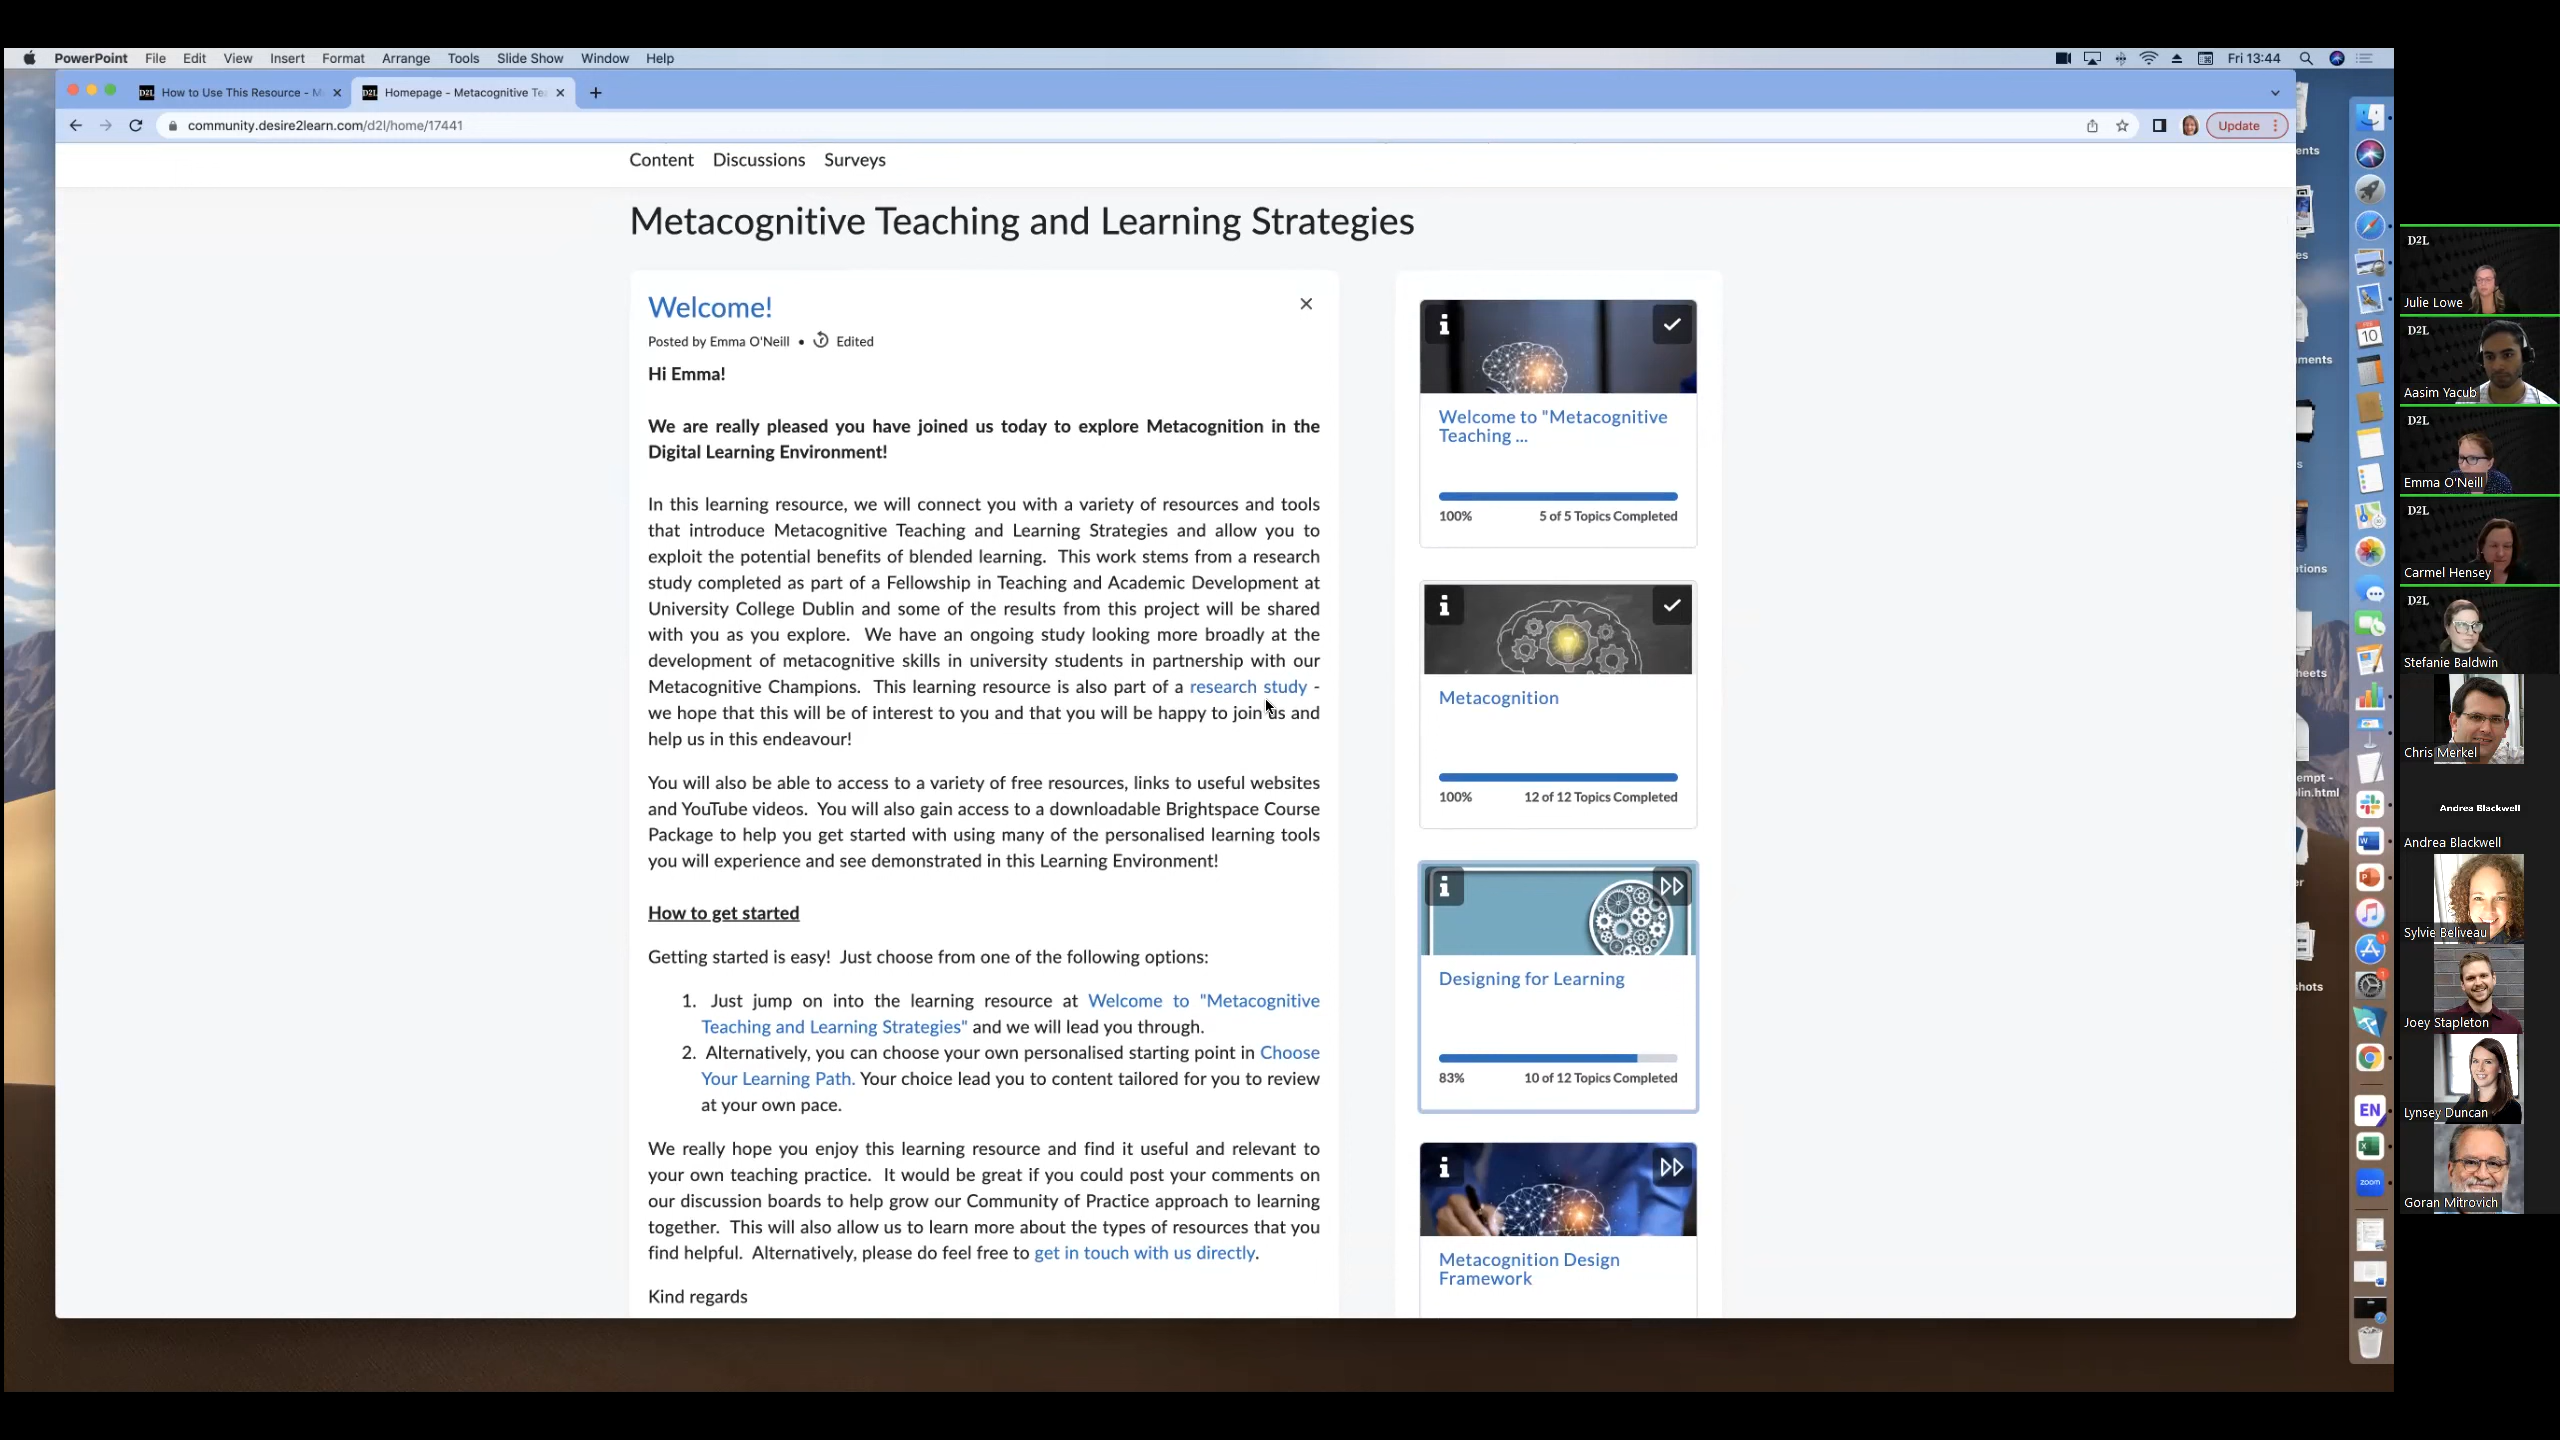 PowerPoint File Edit View Insert Format Arrange Tools Slide Show Window Help
Fri 13:44
D2L How to Use This Resource - M
D2L Homepage - Metacognitive Te
community.desire2learn.com/d2l/home/17441
Update
Content Discussions Surveys
Metacognitive Teaching and Learning Strategies
Welcome!
Posted by Emma O'Neill • Edited
Hi Emma!
We are really pleased you have joined us today to explore Metacognition in the
Digital Learning Environment!
In this learning resource, we will connect you with a variety of resources and tools
that introduce Metacognitive Teaching and Learning Strategies and allow you to
exploit the potential benefits of blended learning. This work stems from a research
study completed as part of a Fellowship in Teaching and Academic Development at
University College Dublin and some of the results from this project will be shared
with you as you explore. We have an ongoing study looking more broadly at the
development of metacognitive skills in university students in partnership with our
Metacognitive Champions. This learning resource is also part of a research study -
we hope that this will be of interest to you and that you will be happy to join us and
help us in this endeavour!
You will also be able to access to a variety of free resources, links to useful websites
and YouTube videos. You will also gain access to a downloadable Brightspace Course
Package to help you get started with using many of the personalised learning tools
you will experience and see demonstrated in this Learning Environment!
How to get started
Getting started is easy! Just choose from one of the following options:
1. Just jump on into the learning resource at Welcome to "Metacognitive
Teaching and Learning Strategies" and we will lead you through.
2. Alternatively, you can choose your own personalised starting point in Choose
Your Learning Path. Your choice lead you to content tailored for you to review
at your own pace.
We really hope you enjoy this learning resource and find it useful and relevant to
your own teaching practice. It would be great if you could post your comments on
our discussion boards to help grow our Community of Practice approach to learning
together. This will also allow us to learn more about the types of resources that you
find helpful. Alternatively, please do feel free to get in touch with us directly.
Kind regards
Welcome to "Metacognitive
Teaching ...
100% 5 of 5 Topics Completed
Metacognition
100% 12 of 12 Topics Completed
Designing for Learning
83% 10 of 12 Topics Completed
Metacognition Design
Framework
ents
es
ments
s
tions
heets
empt -
lin.html
er
shots
10
EN
zoom
D2L
Julie Lowe
D2L
Aasim Yacub
D2L
Emma O'Neill
D2L
Carmel Hensey
D2L
Stefanie Baldwin
Chris Merkel
Andrea Blackwell
Andrea Blackwell
Sylvie Beliveau
Joey Stapleton
Lynsey Duncan
Goran Mitrovich